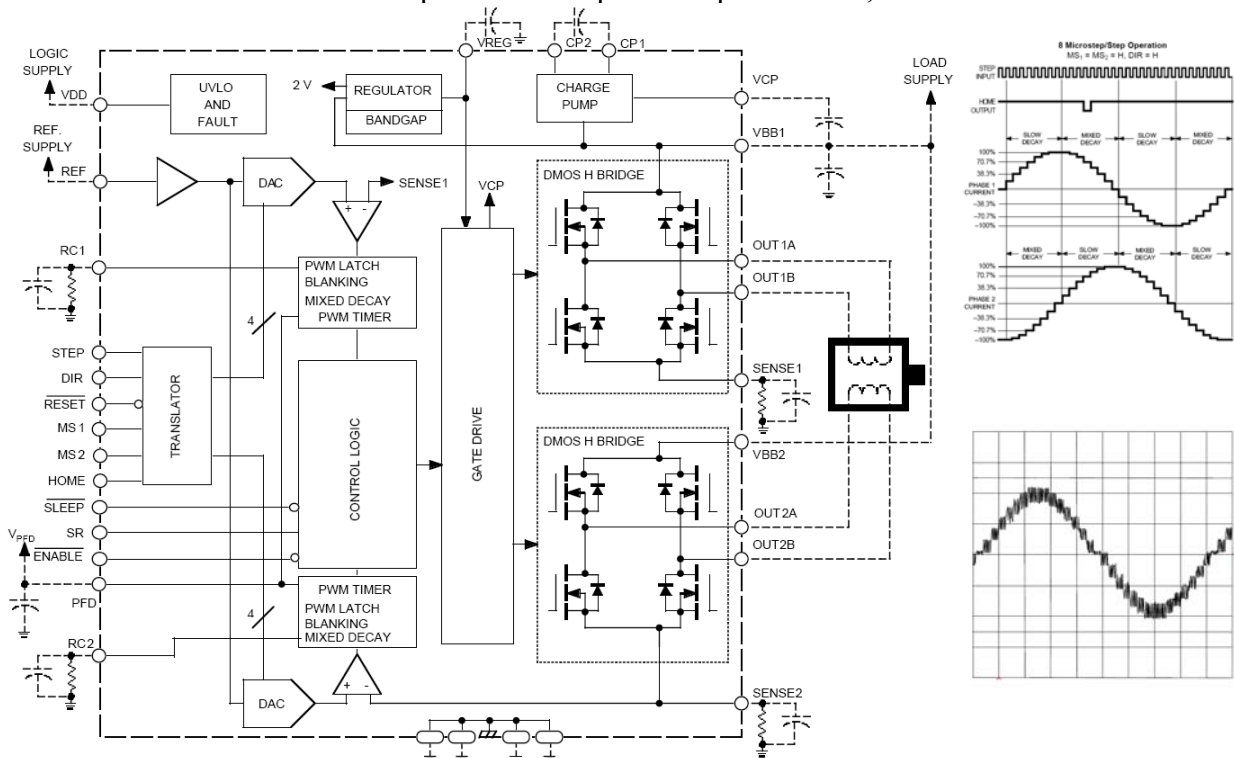 VREG
CP2
CP1
LOGIC
SUPPLY
VDD
UVLO
AND
FAULT
2 V
REGULATOR
BANDGAP
CHARGE
PUMP
VCP
LOAD
SUPPLY
REF.
SUPPLY
REF
VBB1
DAC
SENSE1
+ -
VCP
DMOS H BRIDGE
RC1
PWM LATCH
BLANKING
MIXED DECAY
PWM TIMER
OUT1A
OUT1B
4
STEP
DIR
RESET
MS1
MS2
HOME
SLEEP
SR
ENABLE
VPFD
PFD
RC2
TRANSLATOR
CONTROL LOGIC
GATE DRIVE
SENSE1
DMOS H BRIDGE
VBB2
OUT2A
OUT2B
PWM TIMER
PWM LATCH
BLANKING
MIXED DECAY
4
DAC
+ -
SENSE2
8 Microstep/Step Operation
MS1 = MS2 = H, DIR = H
STEP
INPUT
HOME
OUTPUT
SLOW
DECAY
MIXED
DECAY
SLOW
DECAY
MIXED
DECAY
100%
70.7%
38.3%
PHASE 1
CURRENT
–38.3%
–70.7%
–100%
MIXED
DECAY
SLOW
DECAY
MIXED
DECAY
SLOW
DECAY
100%
70.7%
38.3%
PHASE 2
CURRENT
–38.3%
–70.7%
–100%